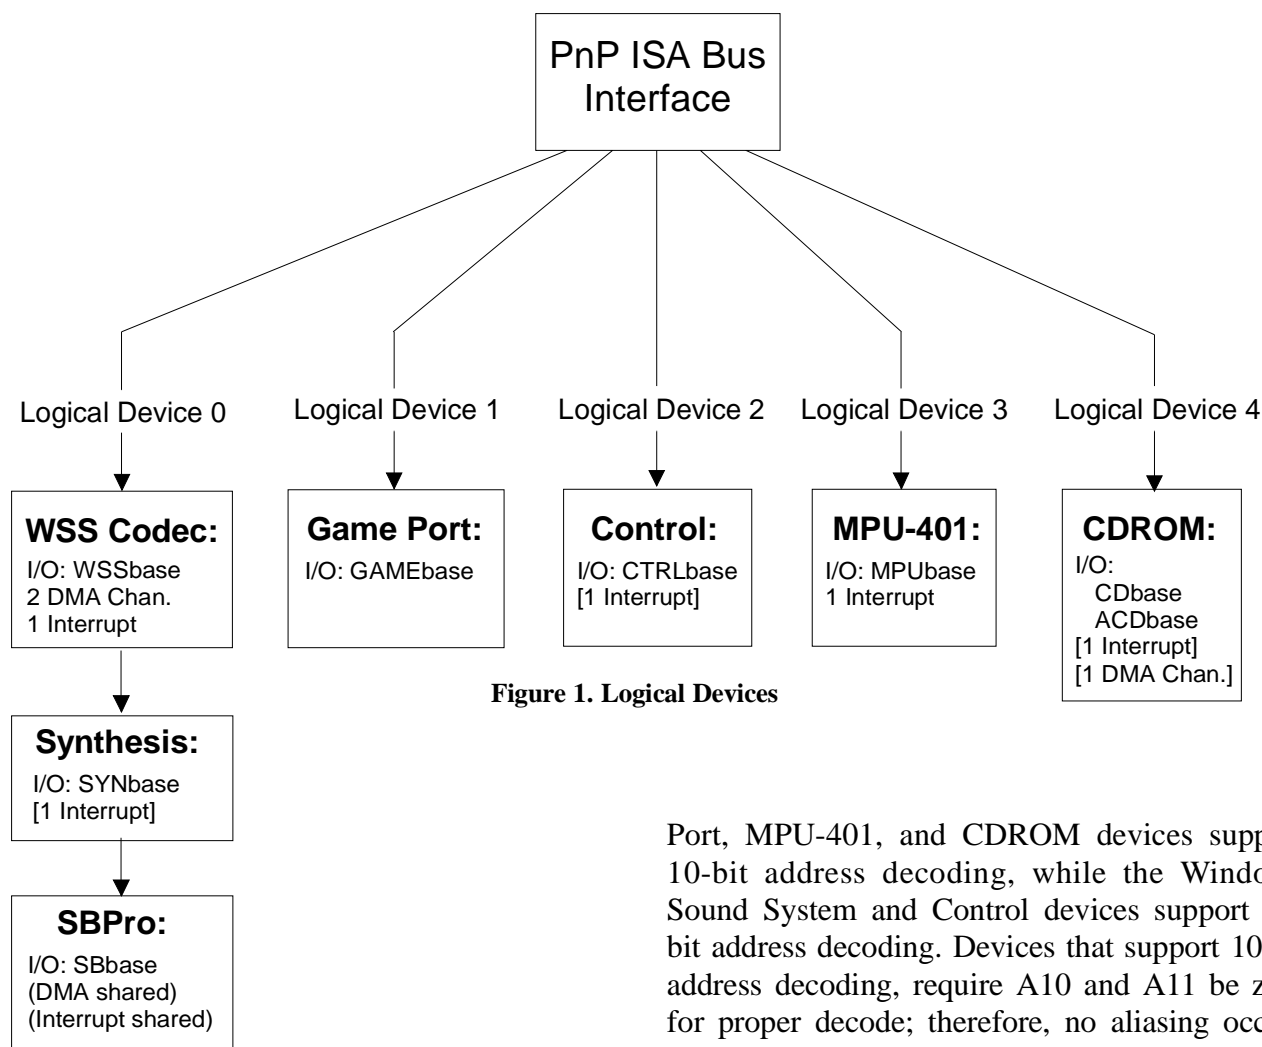 PnP ISA Bus
Interface
Logical Device 0
Logical Device 1
Logical Device 2
Logical Device 3
Logical Device 4
WSS Codec:
I/O: WSSbase
2 DMA Chan.
1 Interrupt
Game Port:
I/O: GAMEbase
Control:
I/O: CTRLbase
[1 Interrupt]
MPU-401:
I/O: MPUbase
1 Interrupt
CDROM:
I/O:
CDbase
ACDbase
[1 Interrupt]
[1 DMA Chan.]
Figure 1. Logical Devices
Synthesis:
I/O: SYNbase
[1 Interrupt]
SBPro:
I/O: SBbase
(DMA shared)
(Interrupt shared)
Port, MPU-401, and CDROM devices supp
10-bit address decoding, while the Windo
Sound System and Control devices support
bit address decoding. Devices that support 10
address decoding, require A10 and A11 be z
for proper decode; therefore, no aliasing occ